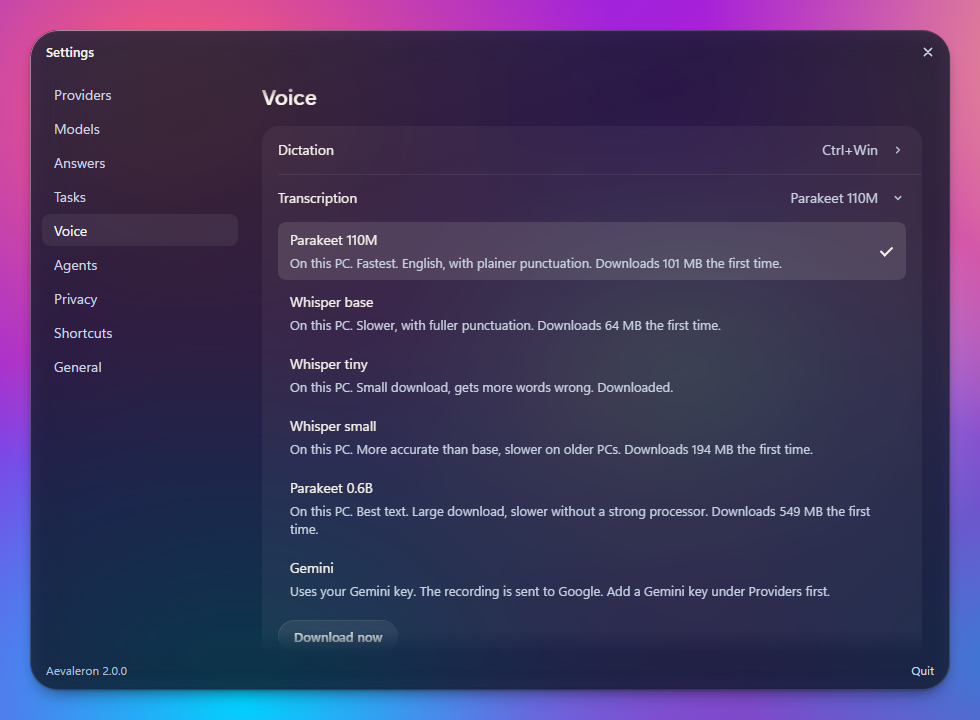 Settings
Providers
Models
Answers
Tasks
Voice
Agents
Privacy
Shortcuts
General
Voice
Dictation Ctrl+Win
Transcription Parakeet 110M
Parakeet 110M
On this PC. Fastest. English, with plainer punctuation. Downloads 101 MB the first time.
Whisper base
On this PC. Slower, with fuller punctuation. Downloads 64 MB the first time.
Whisper tiny
On this PC. Small download, gets more words wrong. Downloaded.
Whisper small
On this PC. More accurate than base, slower on older PCs. Downloads 194 MB the first time.
Parakeet 0.6B
On this PC. Best text. Large download, slower without a strong processor. Downloads 549 MB the first
time.
Gemini
Uses your Gemini key. The recording is sent to Google. Add a Gemini key under Providers first.
Download now
Aevaleron 2.0.0
Quit